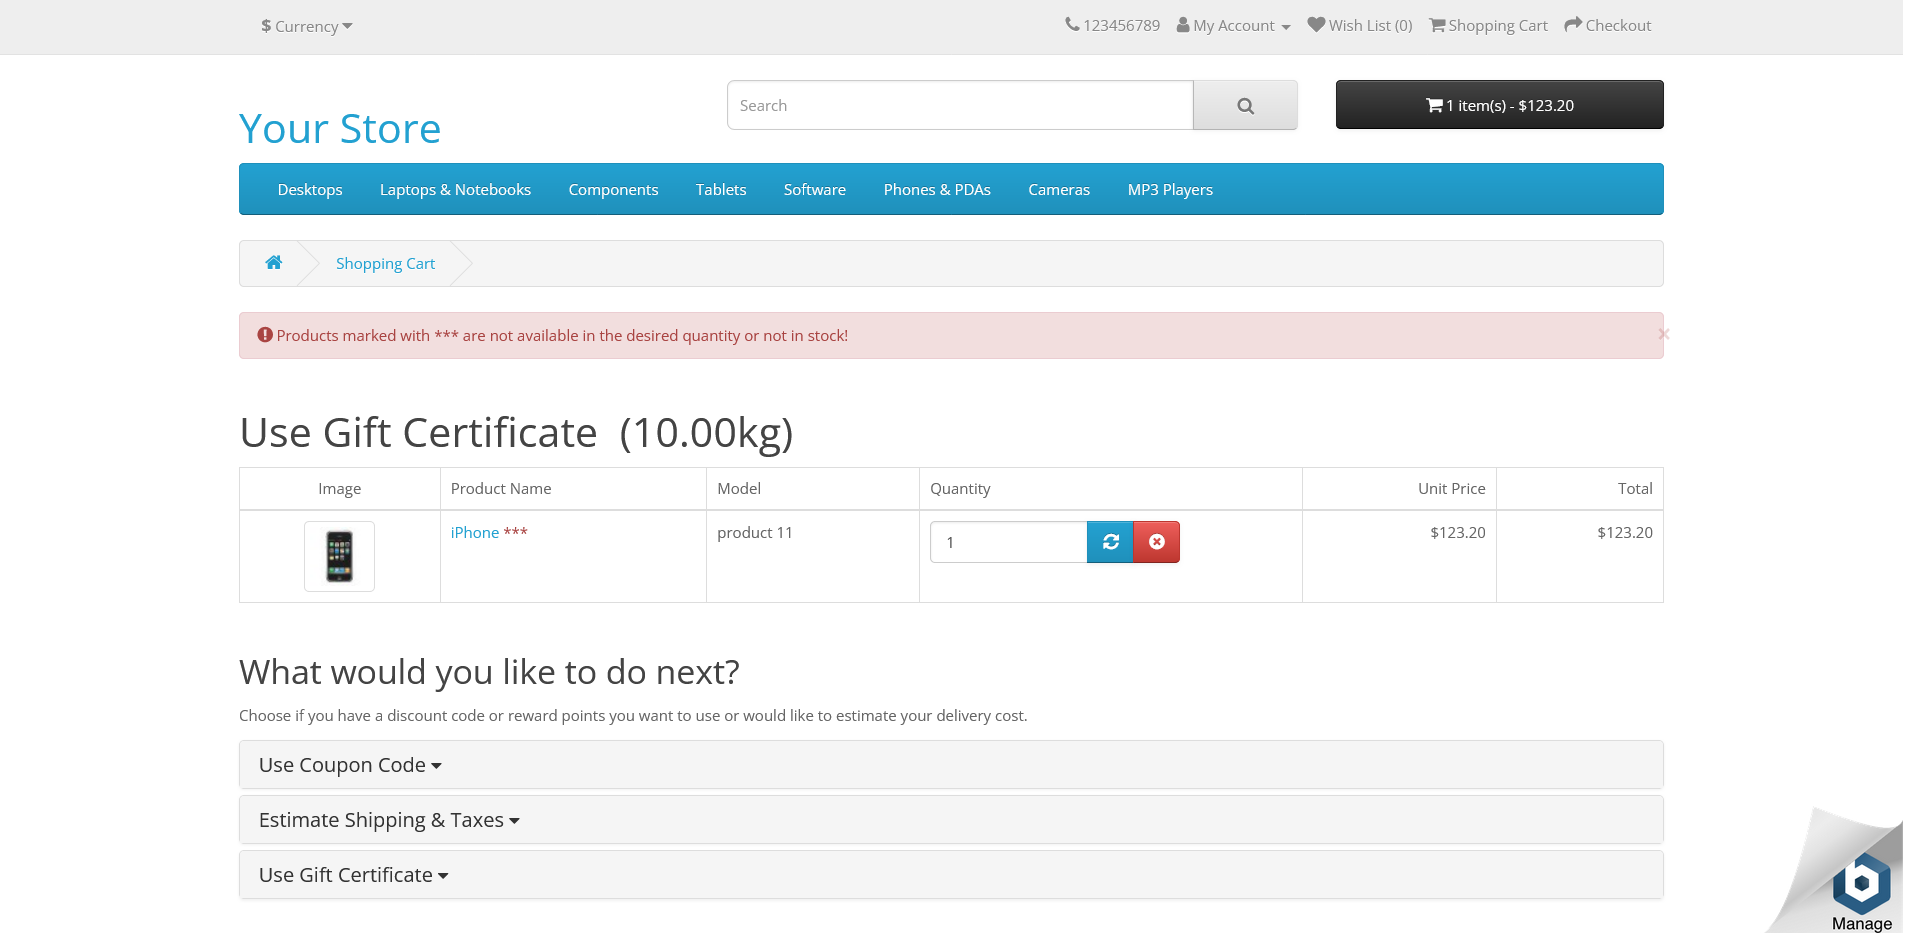 $ Currency
123456789 My Account Wish List (0) Shopping Cart Checkout
Search
1 item(s) - $123.20
Your Store
Desktops Laptops & Notebooks Components Tablets Software Phones & PDAs Cameras MP3 Players
Shopping Cart
Products marked with *** are not available in the desired quantity or not in stock! ×
Use Gift Certificate (10.00kg)
Image Product Name Model Quantity Unit Price Total
iPhone *** product 11 1 $123.20 $123.20
What would you like to do next?
Choose if you have a discount code or reward points you want to use or would like to estimate your delivery cost.
Use Coupon Code
Estimate Shipping & Taxes
Use Gift Certificate
Manage